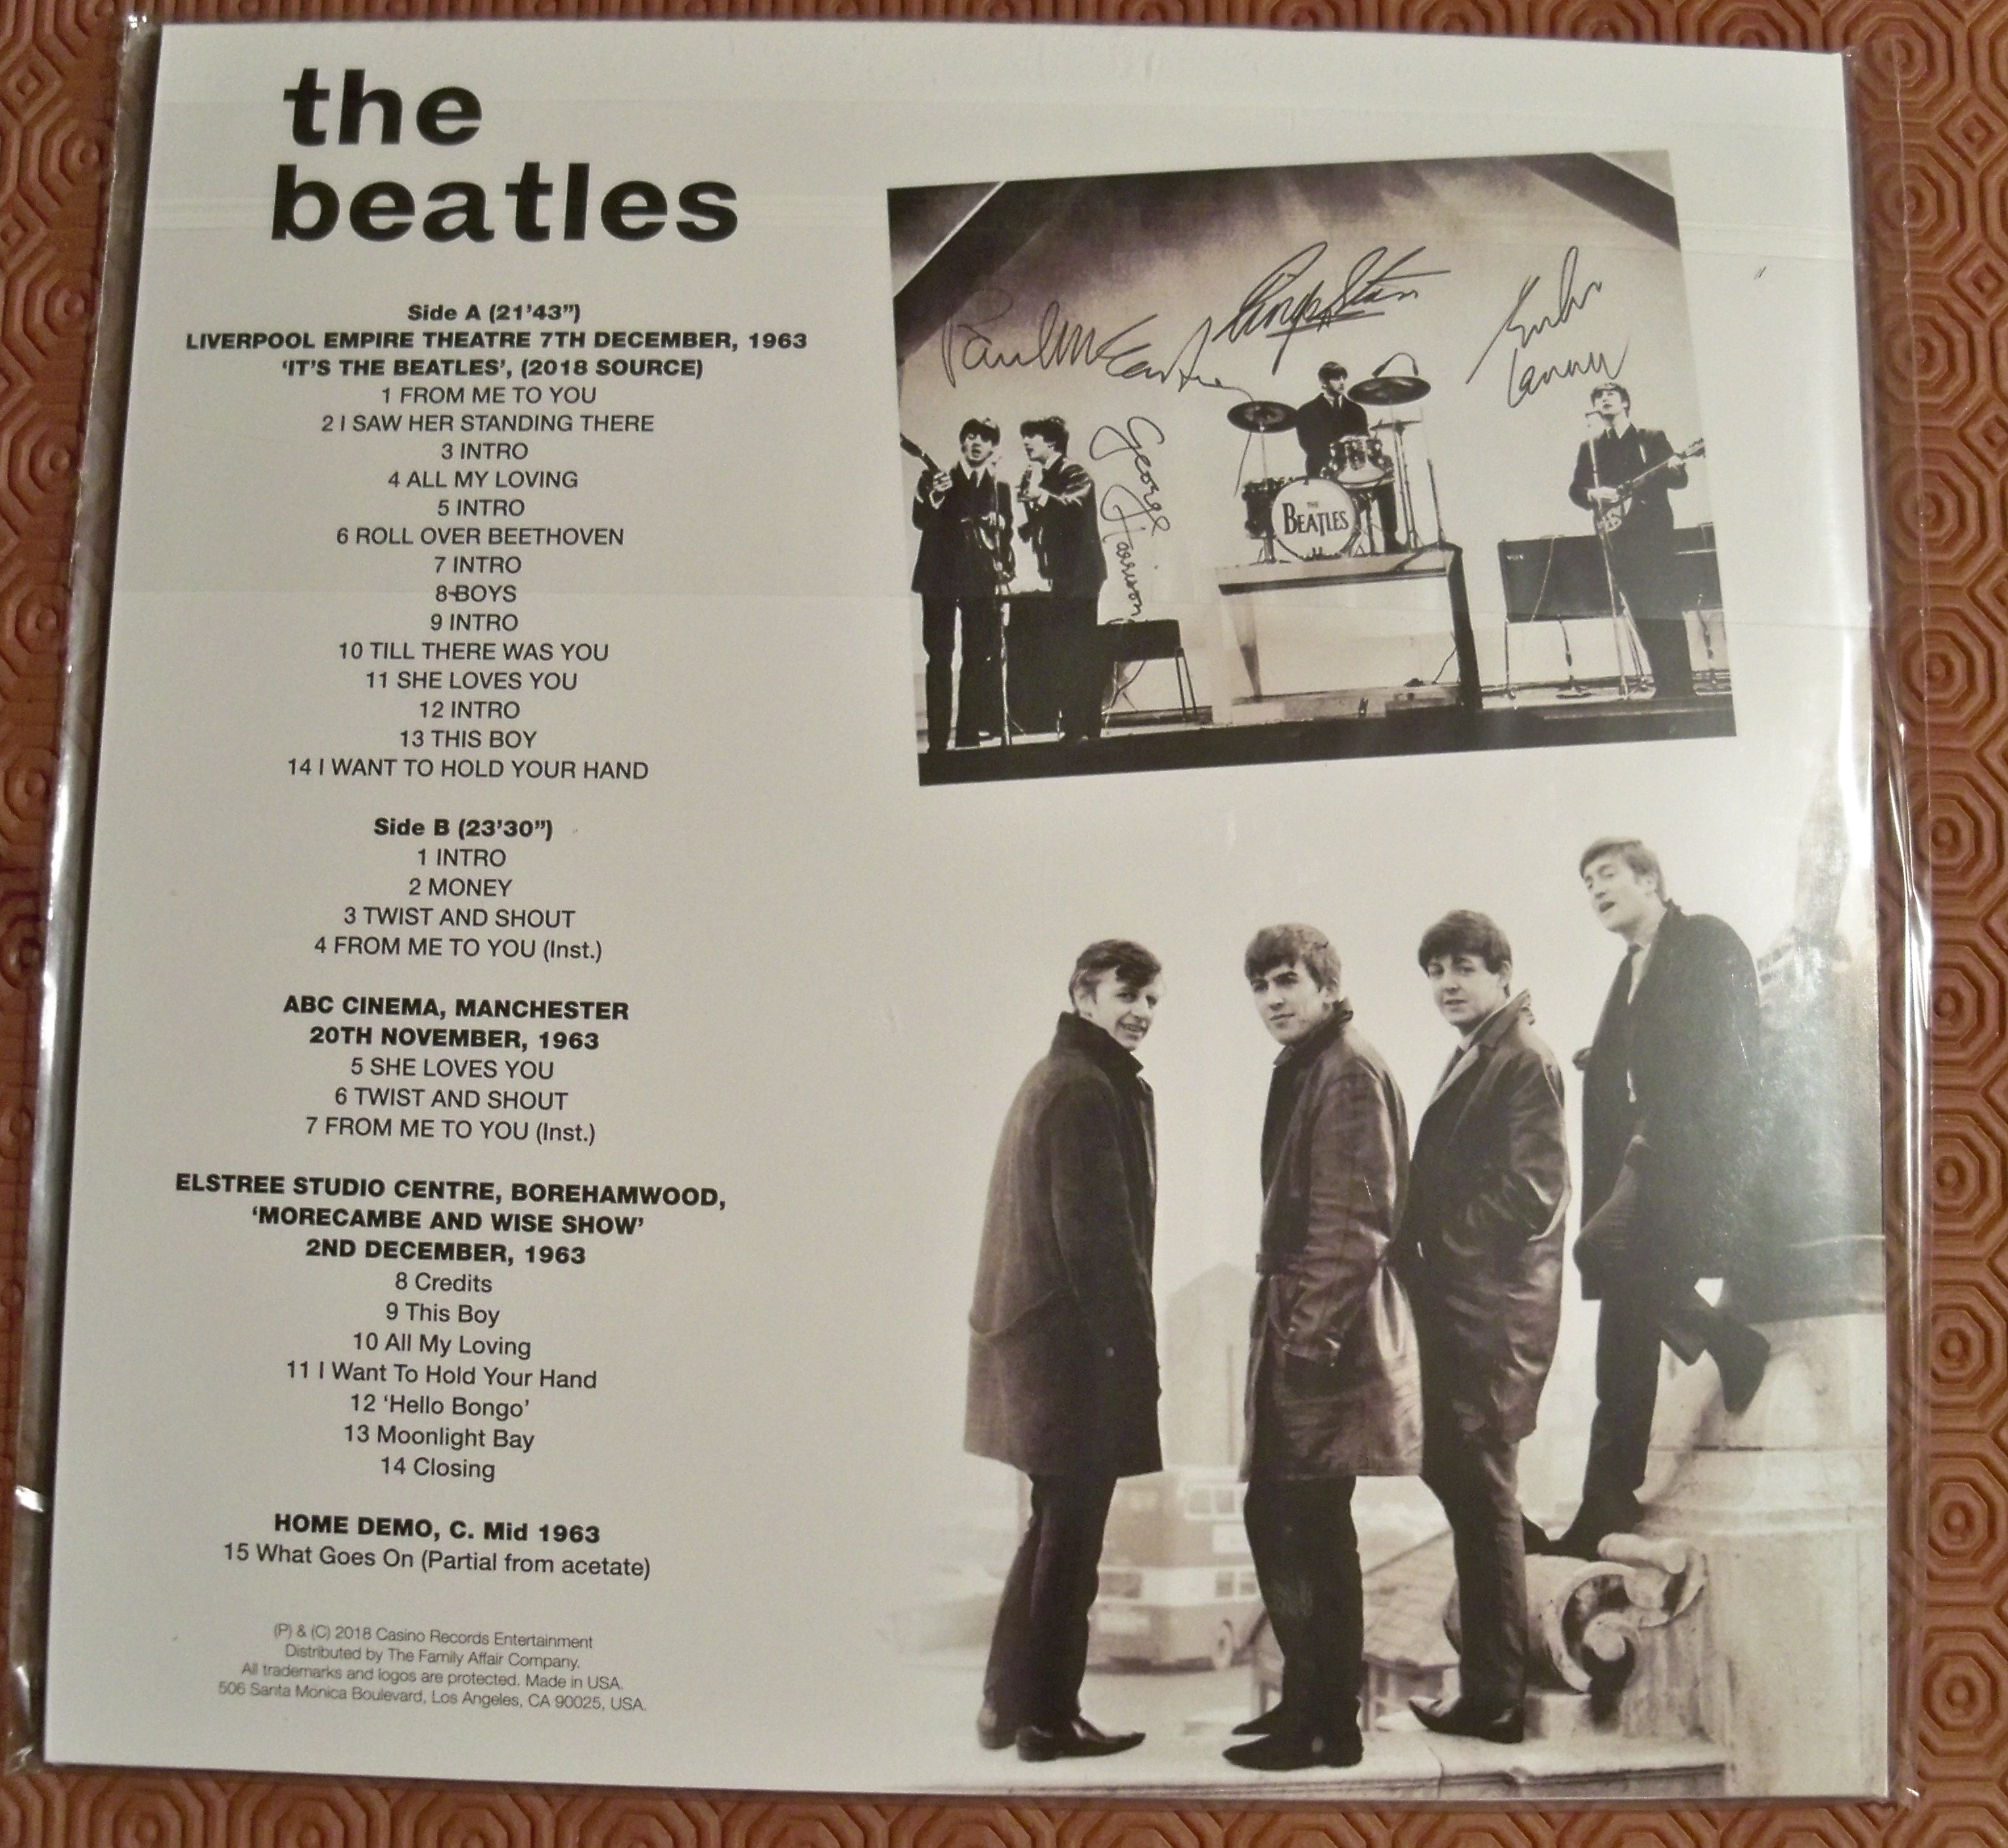 the
beatles
Side A (21'43")
LIVERPOOL EMPIRE THEATRE 7TH DECEMBER, 1963
'IT'S THE BEATLES', (2018 SOURCE)
1 FROM ME TO YOU
2 I SAW HER STANDING THERE
3 INTRO
4 ALL MY LOVING
5 INTRO
6 ROLL OVER BEETHOVEN
7 INTRO
8 BOYS
9 INTRO
10 TILL THERE WAS YOU
11 SHE LOVES YOU
12 INTRO
13 THIS BOY
14 I WANT TO HOLD YOUR HAND
Side B (23'30")
1 INTRO
2 MONEY
3 TWIST AND SHOUT
4 FROM ME TO YOU (Inst.)
ABC CINEMA, MANCHESTER
20TH NOVEMBER, 1963
5 SHE LOVES YOU
6 TWIST AND SHOUT
7 FROM ME TO YOU (Inst.)
ELSTREE STUDIO CENTRE, BOREHAMWOOD,
'MORECAMBE AND WISE SHOW'
2ND DECEMBER, 1963
8 Credits
9 This Boy
10 All My Loving
11 I Want To Hold Your Hand
12 'Hello Bongo'
13 Moonlight Bay
14 Closing
HOME DEMO, C. Mid 1963
15 What Goes On (Partial from acetate)
(P) & (C) 2018 Casino Records Entertainment
Distributed by The Family Affair Company.
All trademarks and logos are protected. Made in USA.
506 Santa Monica Boulevard, Los Angeles, CA 90025, USA.
Paul McCartney
Ringo Starr
John
Lennon
George Harrison
THE
BEATLES
VOX